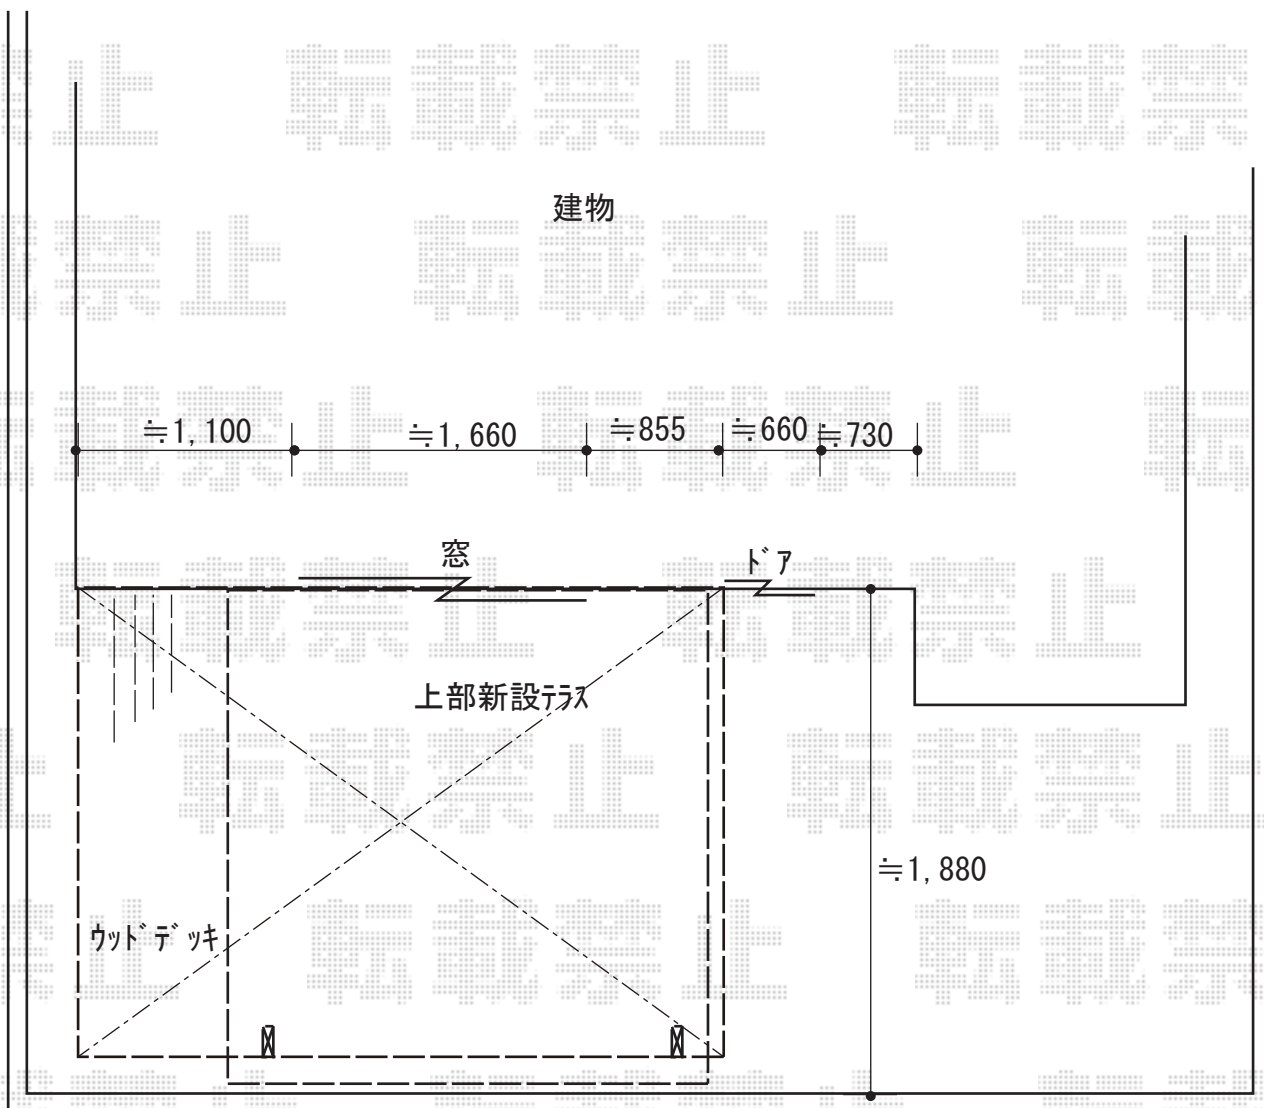 転載禁止
建物
≒1,100
≒1,660
≒855
≒660
≒730
窓
ﾄﾞｱ
上部新設ﾃﾗｽ
≒1,880
ｳｯﾄﾞﾃﾞｯｷ